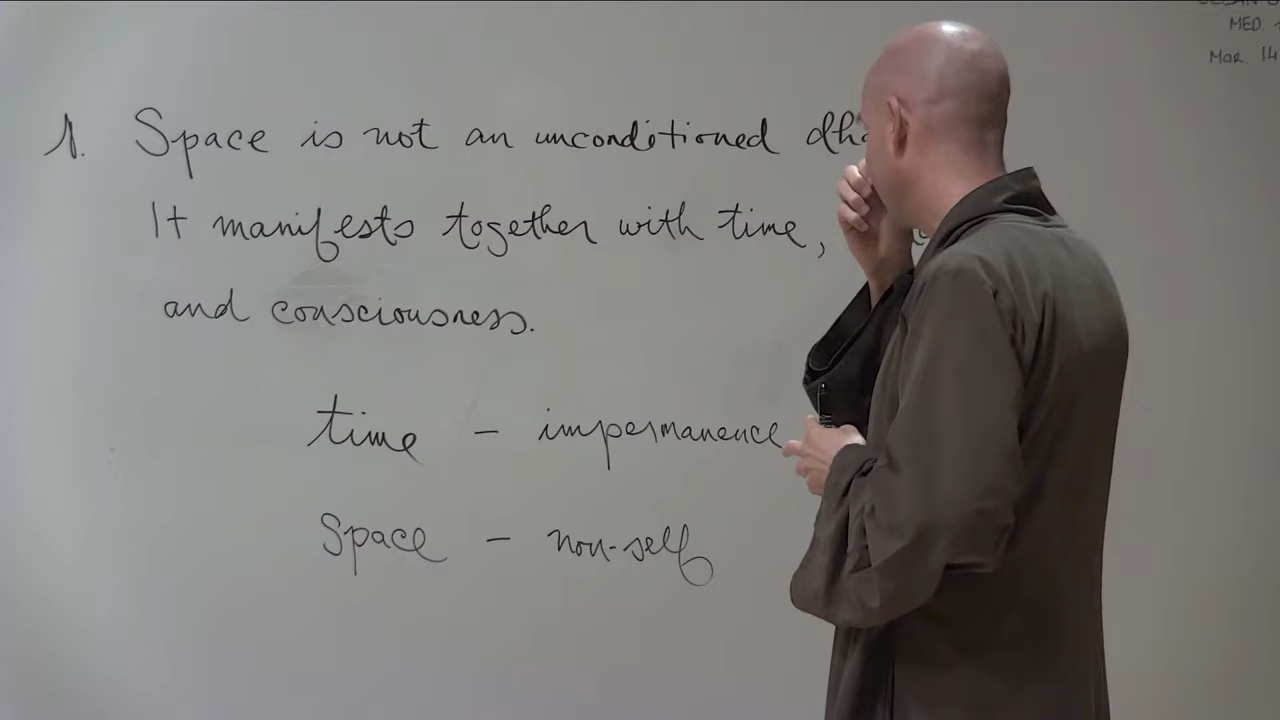 1. Space is not an unconditioned
It manifests together with time,
and consciousness.
time – impermanence
Space – non-self
MED.
Mar. 14